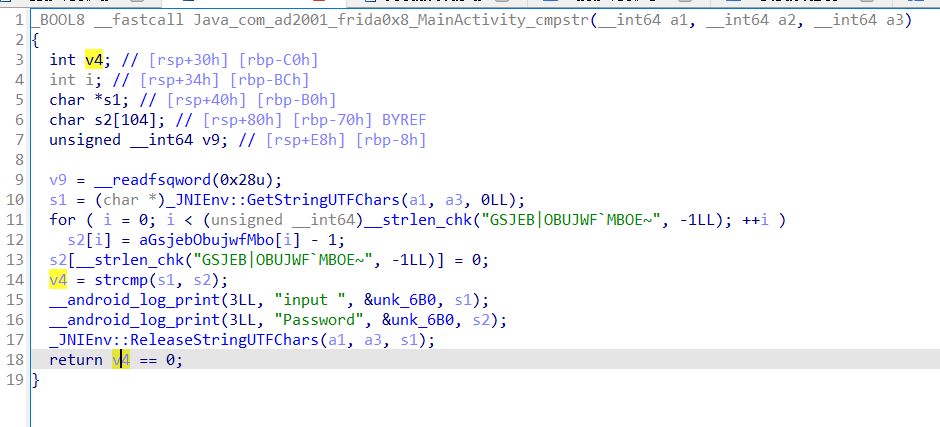 1 BOOL8 __fastcall Java_com_ad2001_frida0x8_MainActivity_cmpstr(__int64 a1, __int64 a2, __int64 a3)
2 {
3   int v4; // [rsp+30h] [rbp-C0h]
4   int i; // [rsp+34h] [rbp-BCh]
5   char *s1; // [rsp+40h] [rbp-B0h]
6   char s2[104]; // [rsp+80h] [rbp-70h] BYREF
7   unsigned __int64 v9; // [rsp+E8h] [rbp-8h]
8
9   v9 = __readfsqword(0x28u);
10   s1 = (char *)_JNIEnv::GetStringUTFChars(a1, a3, 0LL);
11   for ( i = 0; i < (unsigned __int64)__strlen_chk("GSJEB|OBUJWF`MBOE~", -1LL); ++i )
12     s2[i] = aGsjebObujwfMbo[i] - 1;
13   s2[__strlen_chk("GSJEB|OBUJWF`MBOE~", -1LL)] = 0;
14   v4 = strcmp(s1, s2);
15   __android_log_print(3LL, "input ", &unk_6B0, s1);
16   __android_log_print(3LL, "Password", &unk_6B0, s2);
17   _JNIEnv::ReleaseStringUTFChars(a1, a3, s1);
18   return v4 == 0;
19 }